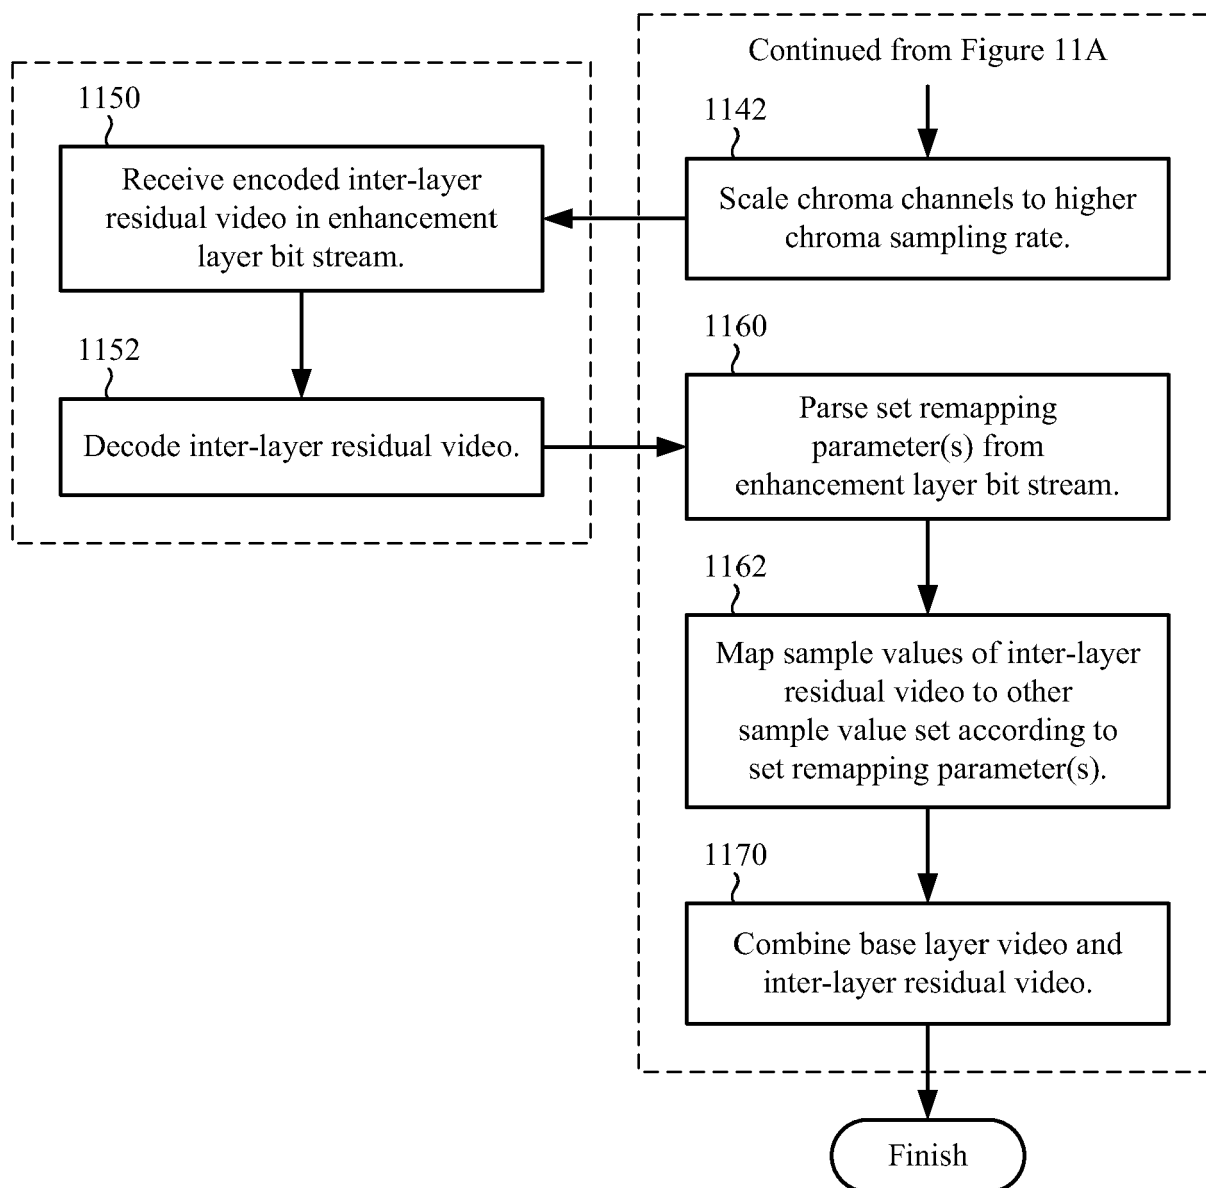 Continued from Figure 11A
1142
Scale chroma channels to higher
chroma sampling rate.
1150
Receive encoded inter-layer
residual video in enhancement
layer bit stream.
1152
Decode inter-layer residual video.
1160
Parse set remapping
parameter(s) from
enhancement layer bit stream.
1162
Map sample values of inter-layer
residual video to other
sample value set according to
set remapping parameter(s).
1170
Combine base layer video and
inter-layer residual video.
Finish